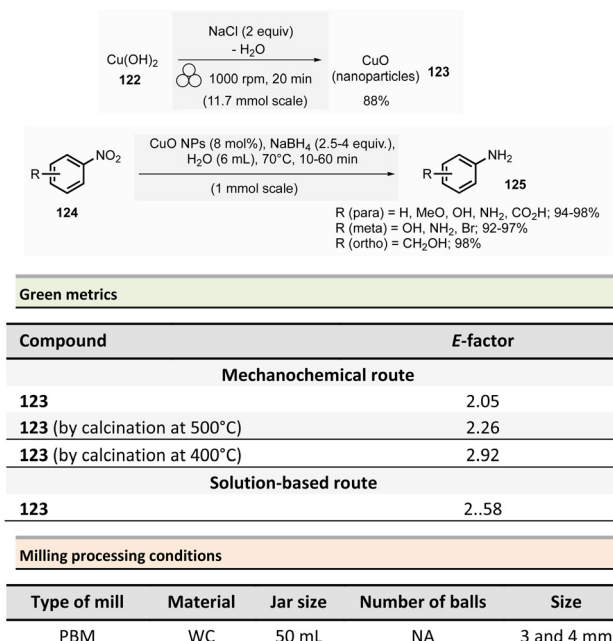 NaCl (2 equiv)
- H2O
Cu(OH)2
122
1000 rpm, 20 min
(11.7 mmol scale)
CuO
(nanoparticles) 123
88%
NO2
R
124
CuO NPs (8 mol%), NaBH4 (2.5-4 equiv.),
H2O (6 mL), 70°C, 10-60 min
(1 mmol scale)
NH2
R
125
R (para) = H, MeO, OH, NH2, CO2H; 94-98%
R (meta) = OH, NH2, Br; 92-97%
R (ortho) = CH2OH; 98%
Green metrics
Compound E-factor
Mechanochemical route
123 2.05
123 (by calcination at 500°C) 2.26
123 (by calcination at 400°C) 2.92
Solution-based route
123 2..58
Milling processing conditions
Type of mill Material Jar size Number of balls Size
PBM WC 50 mL NA 3 and 4 mm